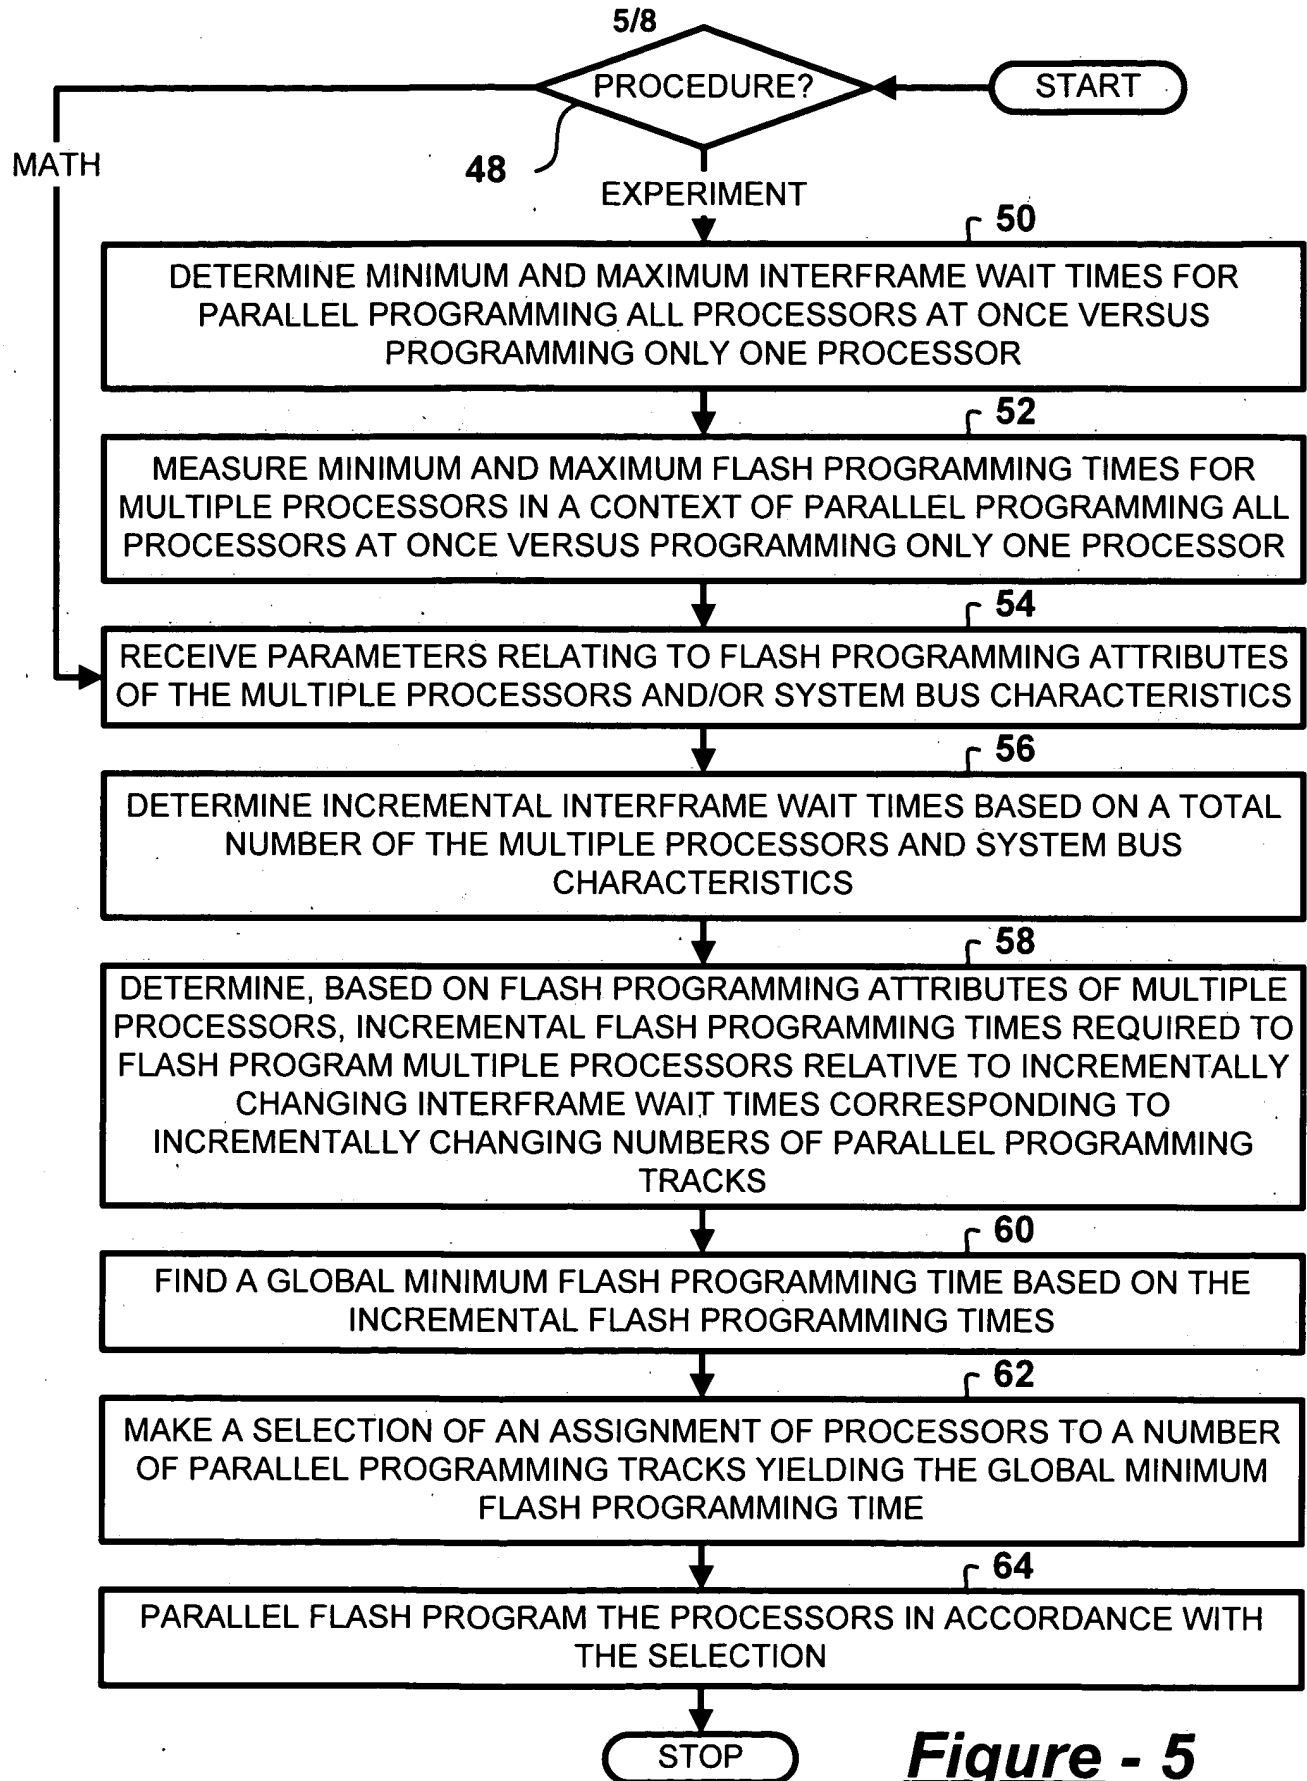 5/8
PROCEDURE?
START
MATH
48
EXPERIMENT
50
DETERMINE MINIMUM AND MAXIMUM INTERFRAME WAIT TIMES FOR
PARALLEL PROGRAMMING ALL PROCESSORS AT ONCE VERSUS
PROGRAMMING ONLY ONE PROCESSOR
52
MEASURE MINIMUM AND MAXIMUM FLASH PROGRAMMING TIMES FOR
MULTIPLE PROCESSORS IN A CONTEXT OF PARALLEL PROGRAMMING ALL
PROCESSORS AT ONCE VERSUS PROGRAMMING ONLY ONE PROCESSOR
54
RECEIVE PARAMETERS RELATING TO FLASH PROGRAMMING ATTRIBUTES
OF THE MULTIPLE PROCESSORS AND/OR SYSTEM BUS CHARACTERISTICS
56
DETERMINE INCREMENTAL INTERFRAME WAIT TIMES BASED ON A TOTAL
NUMBER OF THE MULTIPLE PROCESSORS AND SYSTEM BUS
CHARACTERISTICS
58
DETERMINE, BASED ON FLASH PROGRAMMING ATTRIBUTES OF MULTIPLE
PROCESSORS, INCREMENTAL FLASH PROGRAMMING TIMES REQUIRED TO
FLASH PROGRAM MULTIPLE PROCESSORS RELATIVE TO INCREMENTALLY
CHANGING INTERFRAME WAIT TIMES CORRESPONDING TO
INCREMENTALLY CHANGING NUMBERS OF PARALLEL PROGRAMMING
TRACKS
60
FIND A GLOBAL MINIMUM FLASH PROGRAMMING TIME BASED ON THE
INCREMENTAL FLASH PROGRAMMING TIMES
62
MAKE A SELECTION OF AN ASSIGNMENT OF PROCESSORS TO A NUMBER
OF PARALLEL PROGRAMMING TRACKS YIELDING THE GLOBAL MINIMUM
FLASH PROGRAMMING TIME
64
PARALLEL FLASH PROGRAM THE PROCESSORS IN ACCORDANCE WITH
THE SELECTION
STOP
Figure - 5